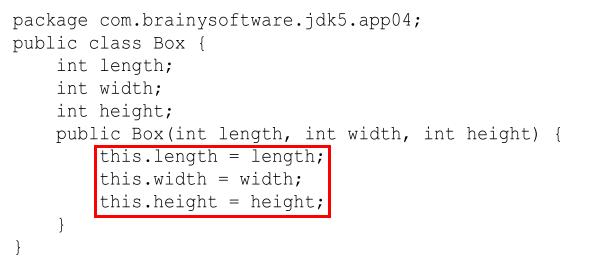 package com.brainysoftware.jdk5.app04;
public class Box {
    int length;
    int width;
    int height;
    public Box(int length, int width, int height) {
        this.length = length;
        this.width = width;
        this.height = height;
    }
}